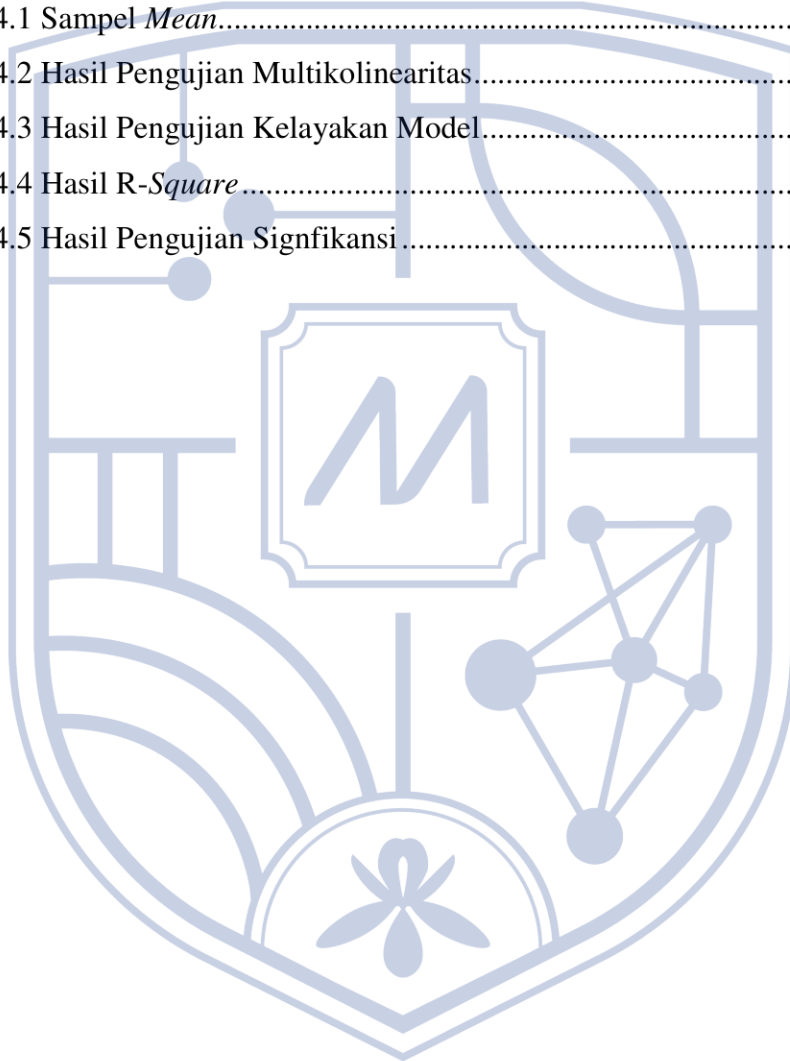 4.1 Sampel Mean..........................................................................
4.2 Hasil Pengujian Multikolinearitas........................................
4.3 Hasil Pengujian Kelayakan Model.......................................
4.4 Hasil R-Square.......................................................................
4.5 Hasil Pengujian Signfikansi.................................................
M